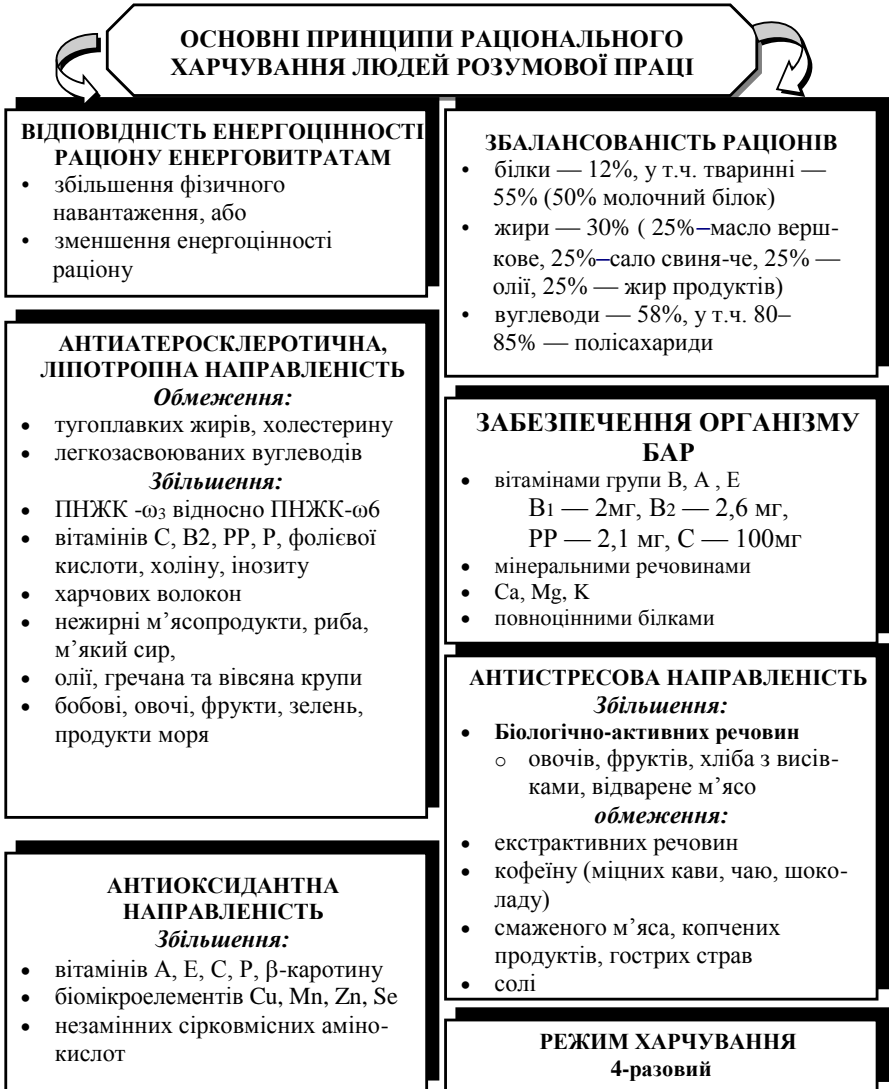 ОСНОВНІ ПРИНЦИПИ РАЦІОНАЛЬНОГО
ХАРЧУВАННЯ ЛЮДЕЙ РОЗУМОВОЇ ПРАЦІ
ВІДПОВІДНІСТЬ ЕНЕРГОЦІННОСТІ
РАЦІОНУ ЕНЕРГОВИТРАТАМ
• збільшення фізичного
навантаження, або
• зменшення енергоцінності
раціону
АНТИАТЕРОСКЛЕРОТИЧНА,
ЛІПОТРОПНА НАПРАВЛЕНІСТЬ
Обмеження:
• тугоплавких жирів, холестерину
• легкозасвоюваних вуглеводів
Збільшення:
• ПНЖК -ω3 відносно ПНЖК-ω6
• вітамінів С, В2, РР, Р, фолієвої
кислоти, холіну, інозиту
• харчових волокон
• нежирні м’ясопродукти, риба,
м’який сир,
• олії, гречана та вівсяна крупи
• бобові, овочі, фрукти, зелень,
продукти моря
АНТИОКСИДАНТНА
НАПРАВЛЕНІСТЬ
Збільшення:
• вітамінів А, Е, С, Р, β-каротину
• біомікроелементів Cu, Mn, Zn, Se
• незамінних сірковмісних аміно-
кислот
ЗБАЛАНСОВАНІСТЬ РАЦІОНІВ
• білки — 12%, у т.ч. тваринні —
55% (50% молочний білок)
• жири — 30% ( 25%–масло верш-
кове, 25%–сало свиня-че, 25% —
олії, 25% — жир продуктів)
• вуглеводи — 58%, у т.ч. 80–
85% — полісахариди
ЗАБЕЗПЕЧЕННЯ ОРГАНІЗМУ
БАР
• вітамінами групи В, А , Е
В1 — 2мг, В2 — 2,6 мг,
РР — 2,1 мг, С — 100мг
• мінеральними речовинами
• Ca, Mg, K
• повноцінними білками
АНТИСТРЕСОВА НАПРАВЛЕНІСТЬ
Збільшення:
• Біологічно-активних речовин
o овочів, фруктів, хліба з висів-
ками, відварене м’ясо
обмеження:
• екстрактивних речовин
• кофеїну (міцних кави, чаю, шоко-
ладу)
• смаженого м’яса, копчених
продуктів, гострих страв
• солі
РЕЖИМ ХАРЧУВАННЯ
4-разовий